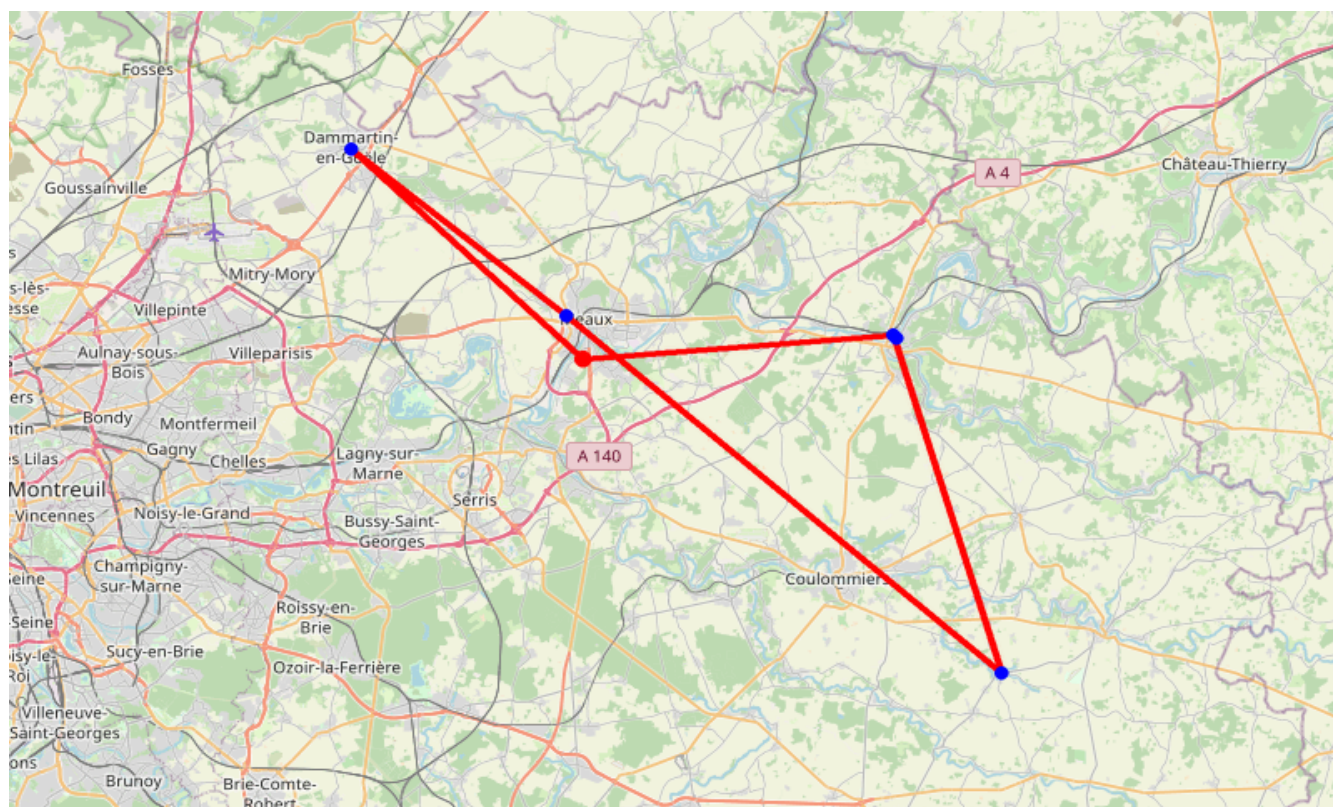 Fosses
Dammartin-
en-Goële
Goussainville
A 4
Château-Thierry
Mitry-Mory
Villepinte
Meaux
Aulnay-sous-
Bois
Villeparisis
Bondy
Montfermeil
Gagny
Chelles
Lagny-sur-
Marne
A 140
Montreuil
Vincennes
Noisy-le-Grand
Serris
Bussy-Saint-
Georges
Champigny-
sur-Marne
Coulommiers
Roissy-en-
Brie
Sucy-en-Brie
Ozoir-la-Ferrière
Villeneuve-
Saint-Georges
Brunoy
Brie-Comte-
Robert